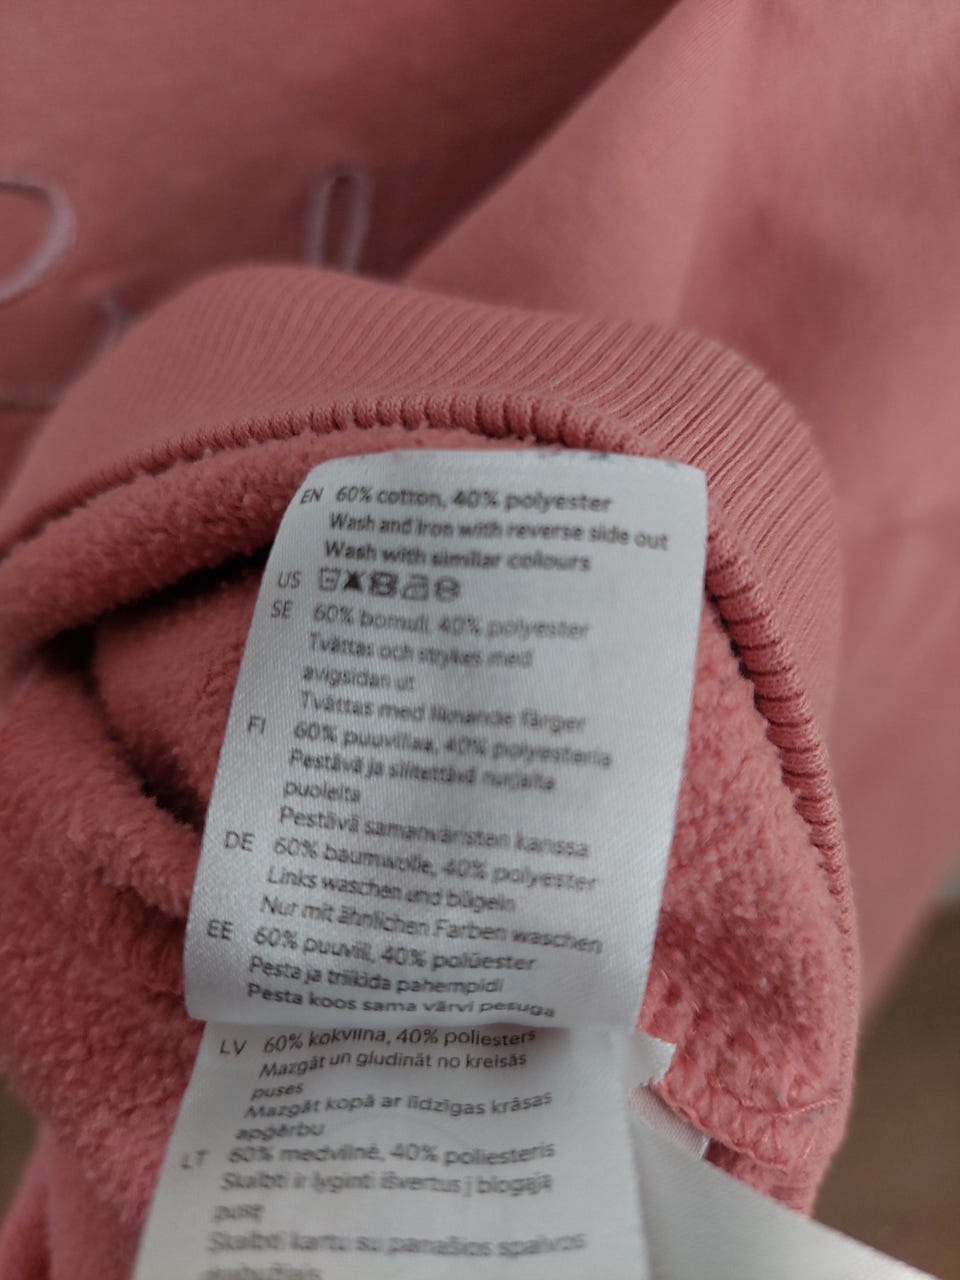 EN 60% cotton, 40% polyester
Wash and iron with reverse side out
Wash with similar colours
US
SE 60% bomull, 40% polyester
Tvättas och strykes med
avigsidan ut
Tvättas med liknande färger
FI 60% puuvillaa, 40% polyesteria
Pestävä ja silitettävä nurjalta
puolelta
Pestävä samanväristen kanssa
DE 60% baumwolle, 40% polyester
Links waschen und bügeln
Nur mit ähnlichen Farben waschen
EE 60% puuvill, 40% polüester
Pesta ja triikida pahempidi
Pesta koos sama värvi pesuga
LV 60% kokvilna, 40% poliesters
Mazgāt un gludināt no kreisās
puses
Mazgāt kopā ar līdzīgas krāsas
apģērbu
LT 60% medvilnė, 40% poliesteris
Skalbti ir lyginti išvertus į blogąją
pusę
Skalbti kartu su panašios spalvos